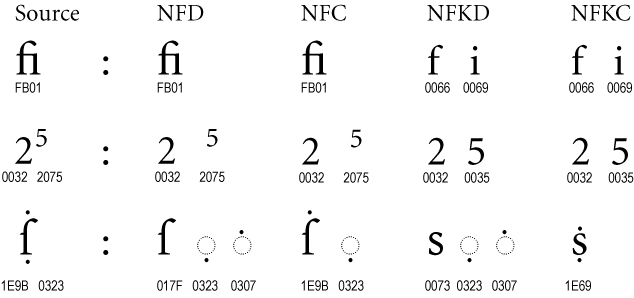 Source NFD NFC NFKD NFKC
ﬁ : ﬁ ﬁ f i f i
FB01 FB01 FB01 0066 0069 0066 0069
2⁵ : 2 ⁵ 2 ⁵ 2 5 2 5
0032 2075 0032 2075 0032 2075 0032 0035 0032 0035
ẛ̣ : ſ ◌̣ ◌̇ ẛ ◌̣ s ◌̣ ◌̇ ṩ
1E9B 0323 017F 0323 0307 1E9B 0323 0073 0323 0307 1E69